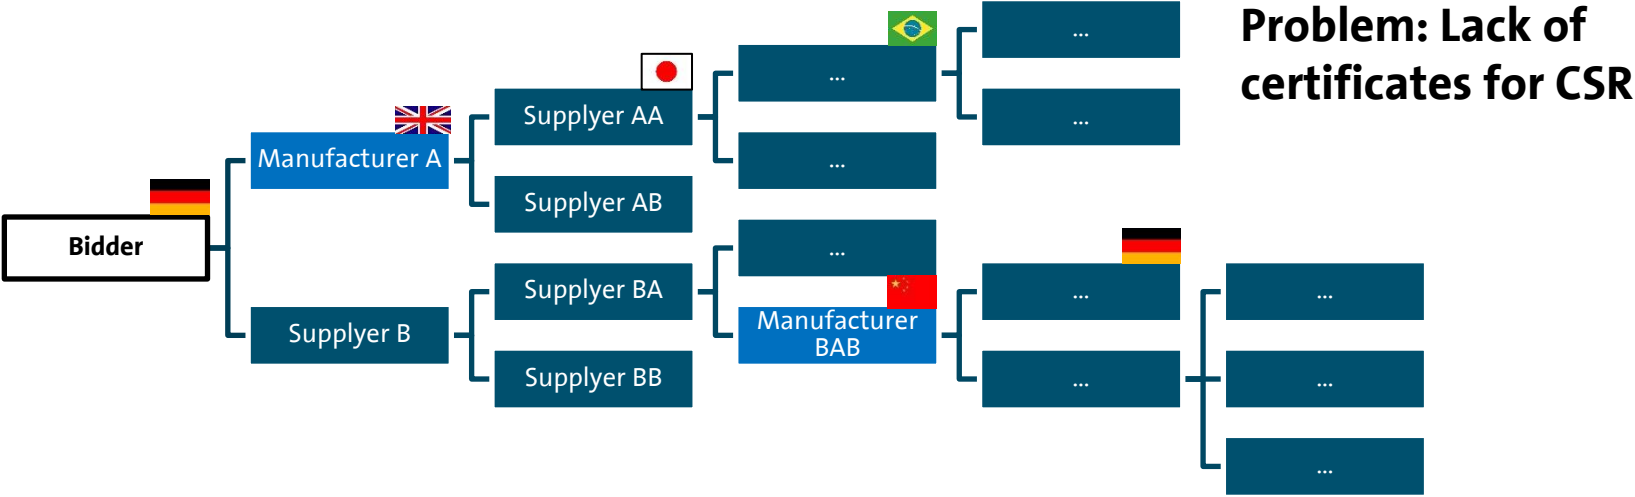 Problem: Lack of
certificates for CSR
...
...
...
Supplyer AA
Manufacturer A
...
Supplyer AB
Bidder
...
Supplyer BA
...
...
Manufacturer
BAB
Supplyer B
Supplyer BB
...
...
...